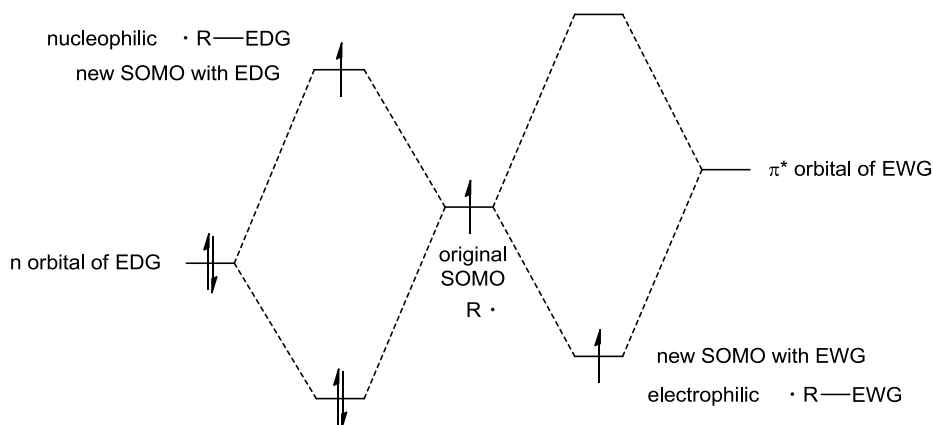 nucleophilic · R—EDG
new SOMO with EDG
π* orbital of EWG
n orbital of EDG
original
SOMO
R ·
new SOMO with EWG
electrophilic · R—EWG